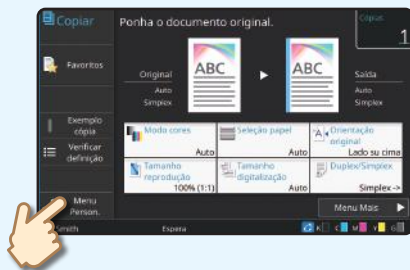 Copiar
Ponha o documento original.
Cópias
1
Favoritos
ABC
ABC
Original
Auto
Simplex
Saída
Auto
Simplex
Exemplo
cópia
Verificar
definição
Menu
Person.
Modo cores
Auto
Seleção papel
Auto
Orientação
original
Lado su cima
Tamanho
reprodução
100% (1:1)
Tamanho
digitalização
Auto
Duplex/Simplex
Simplex ->
Menu Mais
Espera
K
C
M
Y